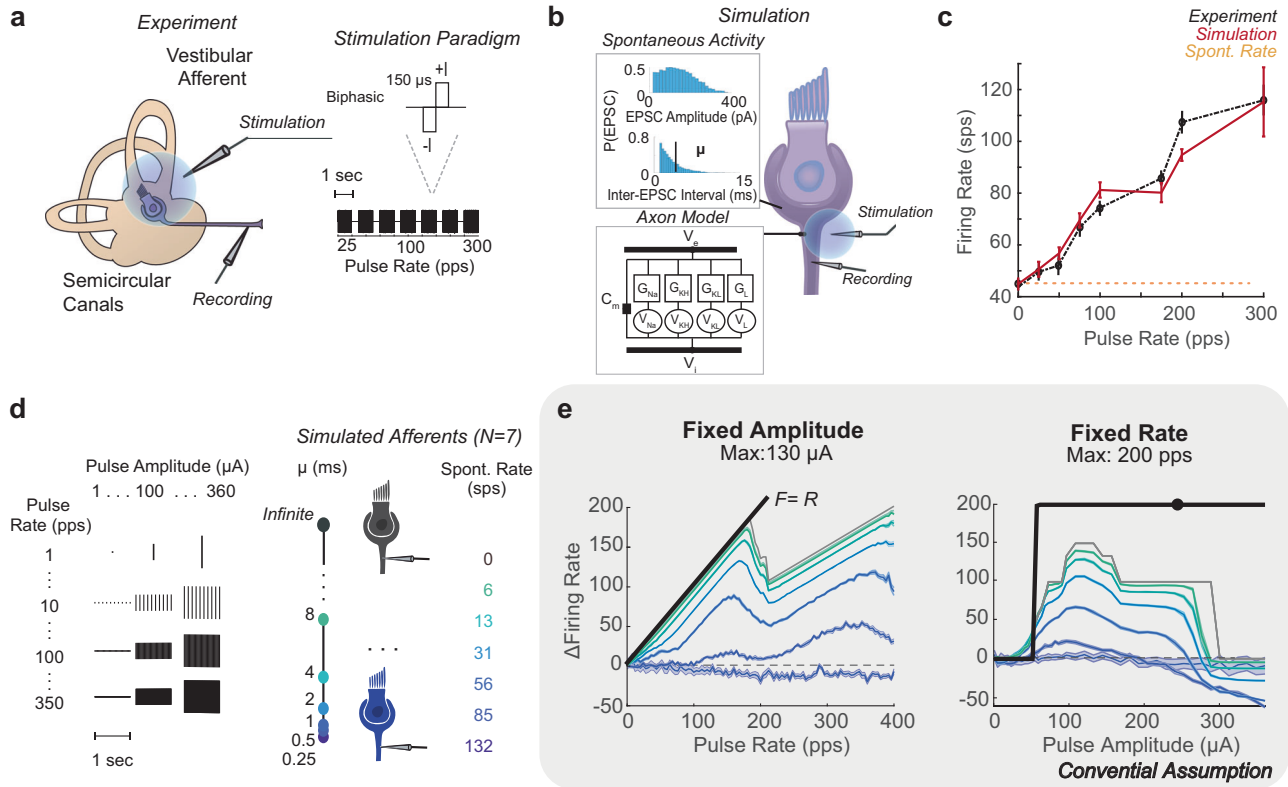 a
Experiment
Vestibular
Afferent
Stimulation
Recording
Semicircular
Canals
Stimulation Paradigm
+I
150 µs
Biphasic
-I
1 sec
25 100 300
Pulse Rate (pps)
b
Simulation
Spontaneous Activity
P(EPSC)
0.5
0
0 400
EPSC Amplitude (pA)
0.8
µ
0
0 15
Inter-EPSC Interval (ms)
Axon Model
Ve
Cm
GNa GKH GKL GL
VNa VKH VKL VL
Vi
Stimulation
Recording
c
Experiment
Simulation
Spont. Rate
Firing Rate (sps)
120
100
80
60
40
0 100 200 300
Pulse Rate (pps)
d
Pulse Amplitude (µA)
1 . . . 100 . . . 360
Pulse
Rate (pps)
1
10
100
350
1 sec
Simulated Afferents (N=7)
µ (ms)
Spont. Rate
(sps)
Infinite
8
4
2
1
0.5
0.25
0
6
13
31
56
85
132
e
Fixed Amplitude
Max:130 µA
F= R
ΔFiring Rate
200
150
100
50
0
-50
0 100 200 300 400
Pulse Rate (pps)
Fixed Rate
Max: 200 pps
200
150
100
50
0
-50
0 100 200 300
Pulse Amplitude (µA)
Convential Assumption